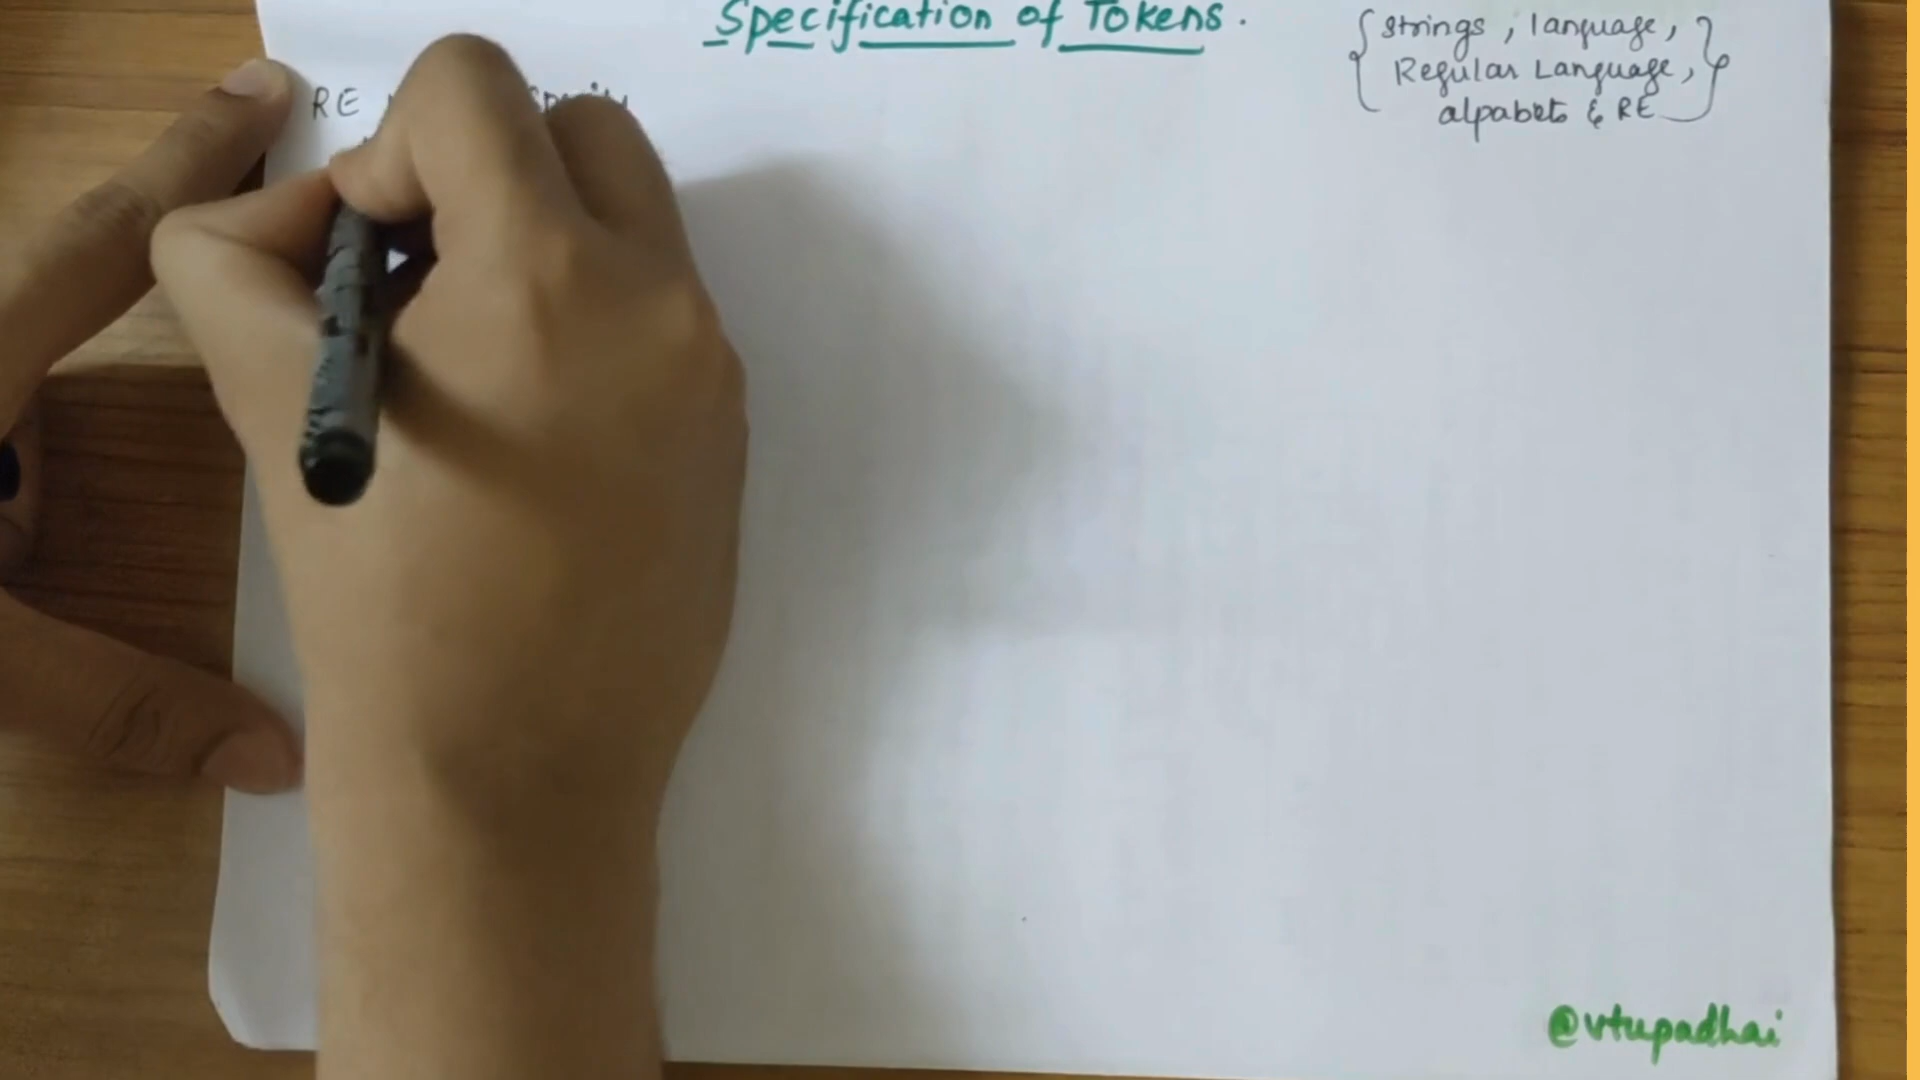 Specification of Tokens.
{ strings, language,
Regular Language, }
alpabets & RE
RE
@vtupadhai